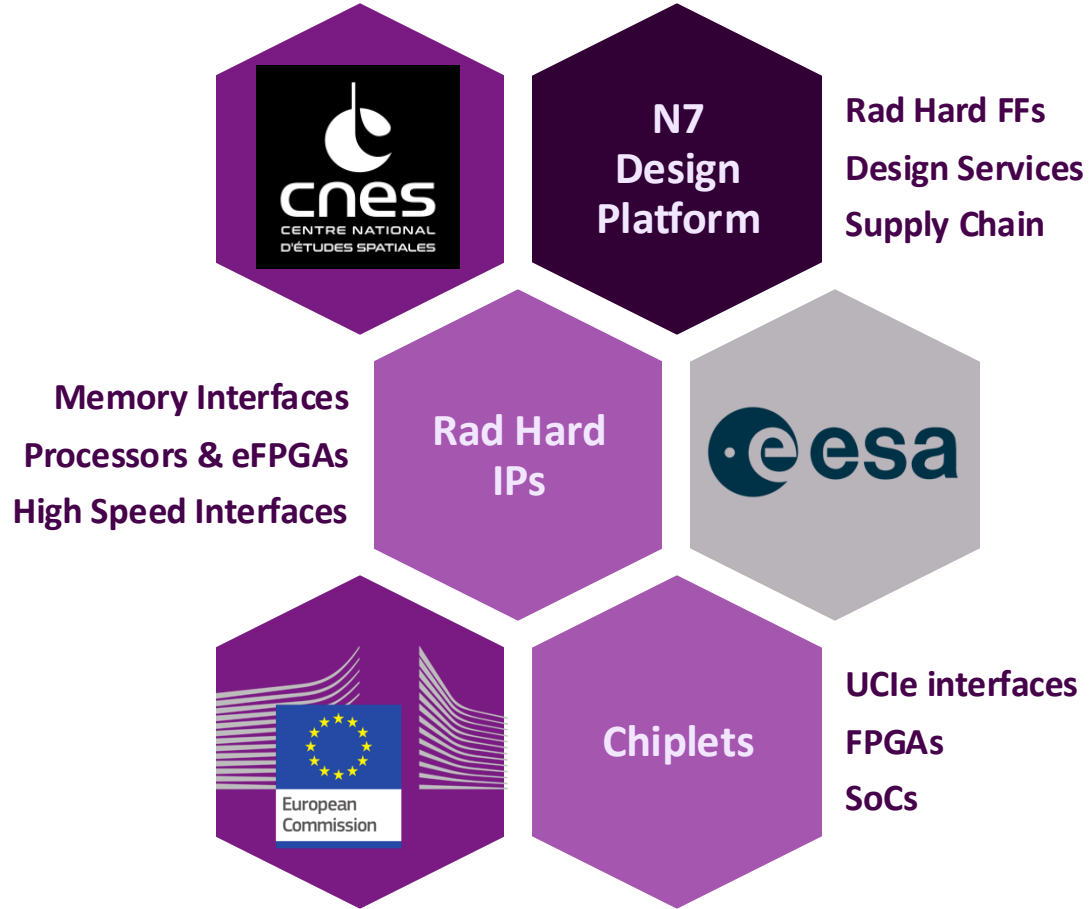 cnes
CENTRE NATIONAL
D'ÉTUDES SPATIALES
N7
Design
Platform
Rad Hard FFs
Design Services
Supply Chain
Memory Interfaces
Processors & eFPGAs
High Speed Interfaces
Rad Hard
IPs
esa
European
Commission
Chiplets
UCIe interfaces
FPGAs
SoCs